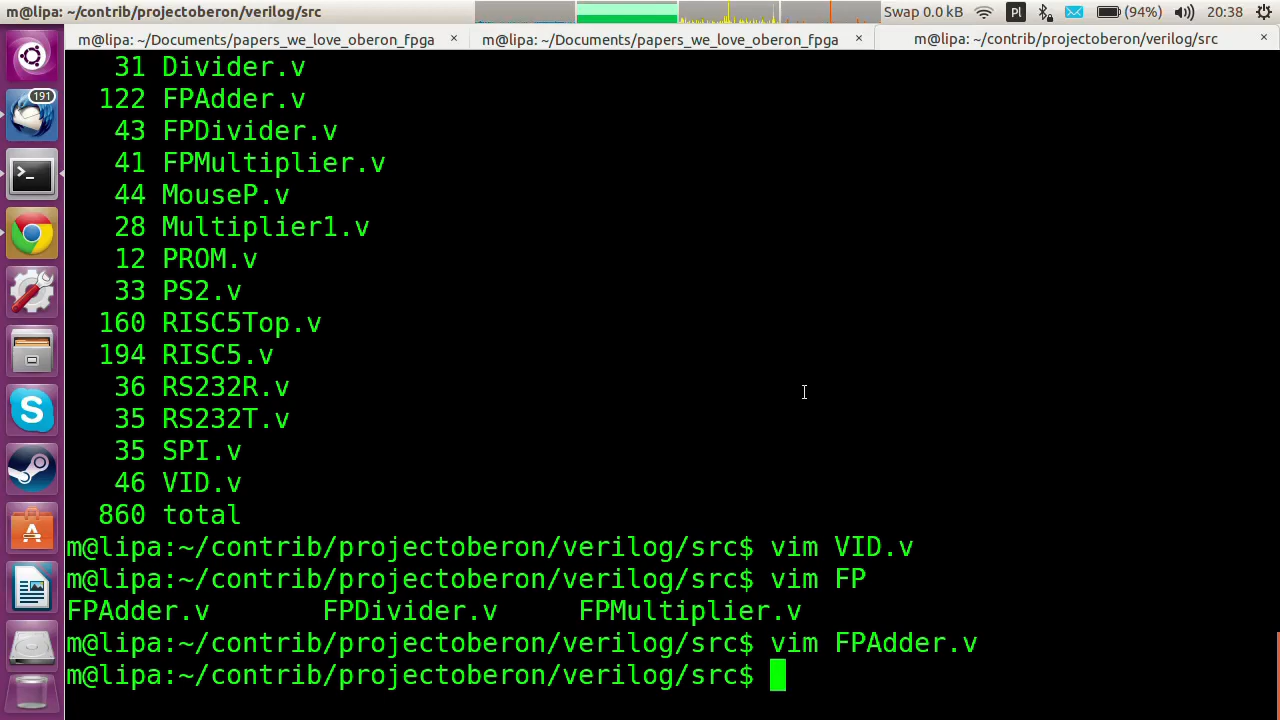 m@lipa: ~/contrib/projectoberon/verilog/src
Swap 0.0 kB
Pl
(94%)
20:38
m@lipa: ~/Documents/papers_we_love_oberon_fpga ×
m@lipa: ~/Documents/papers_we_love_oberon_fpga ×
m@lipa: ~/contrib/projectoberon/verilog/src ×
191
31 Divider.v
122 FPAdder.v
43 FPDivider.v
41 FPMultiplier.v
44 MouseP.v
28 Multiplier1.v
12 PROM.v
33 PS2.v
160 RISC5Top.v
194 RISC5.v
36 RS232R.v
35 RS232T.v
35 SPI.v
46 VID.v
860 total
m@lipa:~/contrib/projectoberon/verilog/src$ vim VID.v
m@lipa:~/contrib/projectoberon/verilog/src$ vim FP
FPAdder.v FPDivider.v FPMultiplier.v
m@lipa:~/contrib/projectoberon/verilog/src$ vim FPAdder.v
m@lipa:~/contrib/projectoberon/verilog/src$